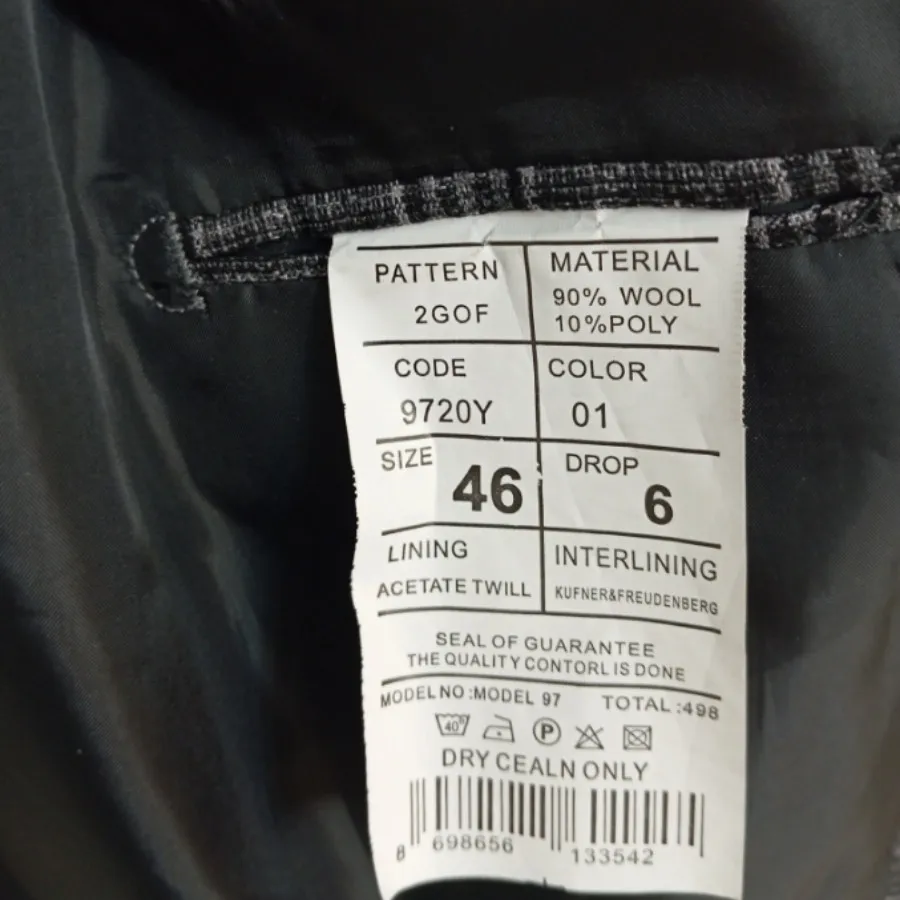 PATTERN MATERIAL
2GOF 90% WOOL
10%POLY
CODE COLOR
9720Y 01
SIZE 46 DROP 6
LINING INTERLINING
ACETATE TWILL KUFNER&FREUDENBERG
SEAL OF GUARANTEE
THE QUALITY CONTORL IS DONE
MODEL NO :MODEL 97 TOTAL :498
40° P
DRY CEALN ONLY
8 698656 133542